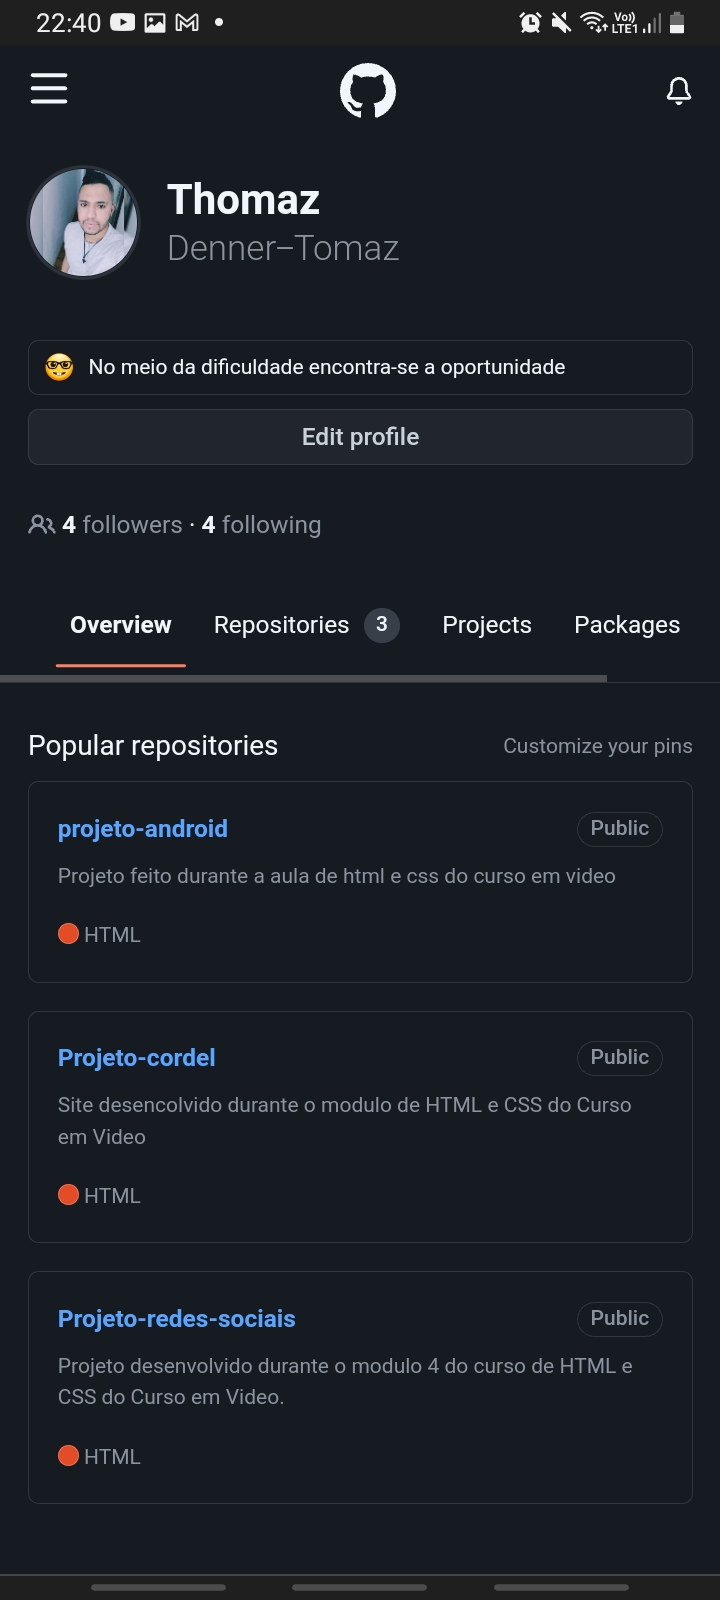 22:40
Vo))
LTE1
Thomaz
Denner-Tomaz
No meio da dificuldade encontra-se a oportunidade
Edit profile
4 followers · 4 following
Overview Repositories 3 Projects Packages
Popular repositories Customize your pins
projeto-android Public
Projeto feito durante a aula de html e css do curso em video
HTML
Projeto-cordel Public
Site desencolvido durante o modulo de HTML e CSS do Curso
em Video
HTML
Projeto-redes-sociais Public
Projeto desenvolvido durante o modulo 4 do curso de HTML e
CSS do Curso em Video.
HTML